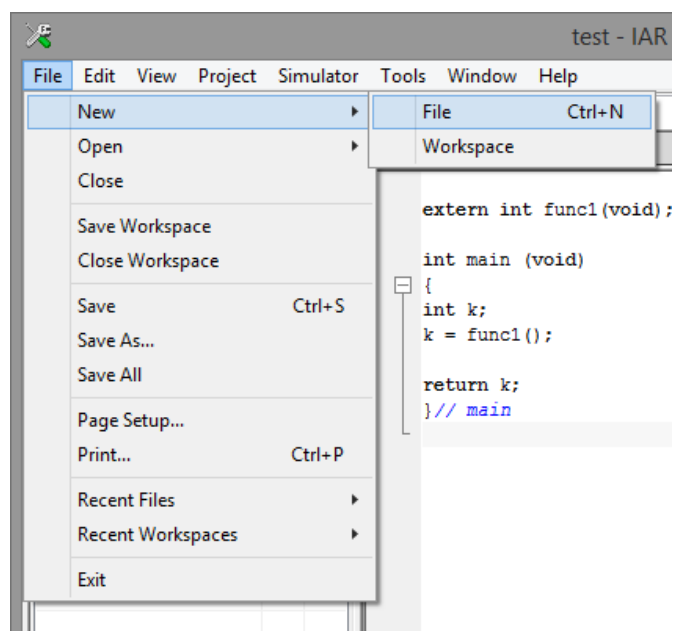 test - IAR
File Edit View Project Simulator Tools Window Help
New
File Ctrl+N
Open
Workspace
Close
Save Workspace
Close Workspace
Save Ctrl+S
Save As...
Save All
Page Setup...
Print... Ctrl+P
Recent Files
Recent Workspaces
Exit
extern int func1(void);
int main (void)
{
int k;
k = func1();
return k;
}// main